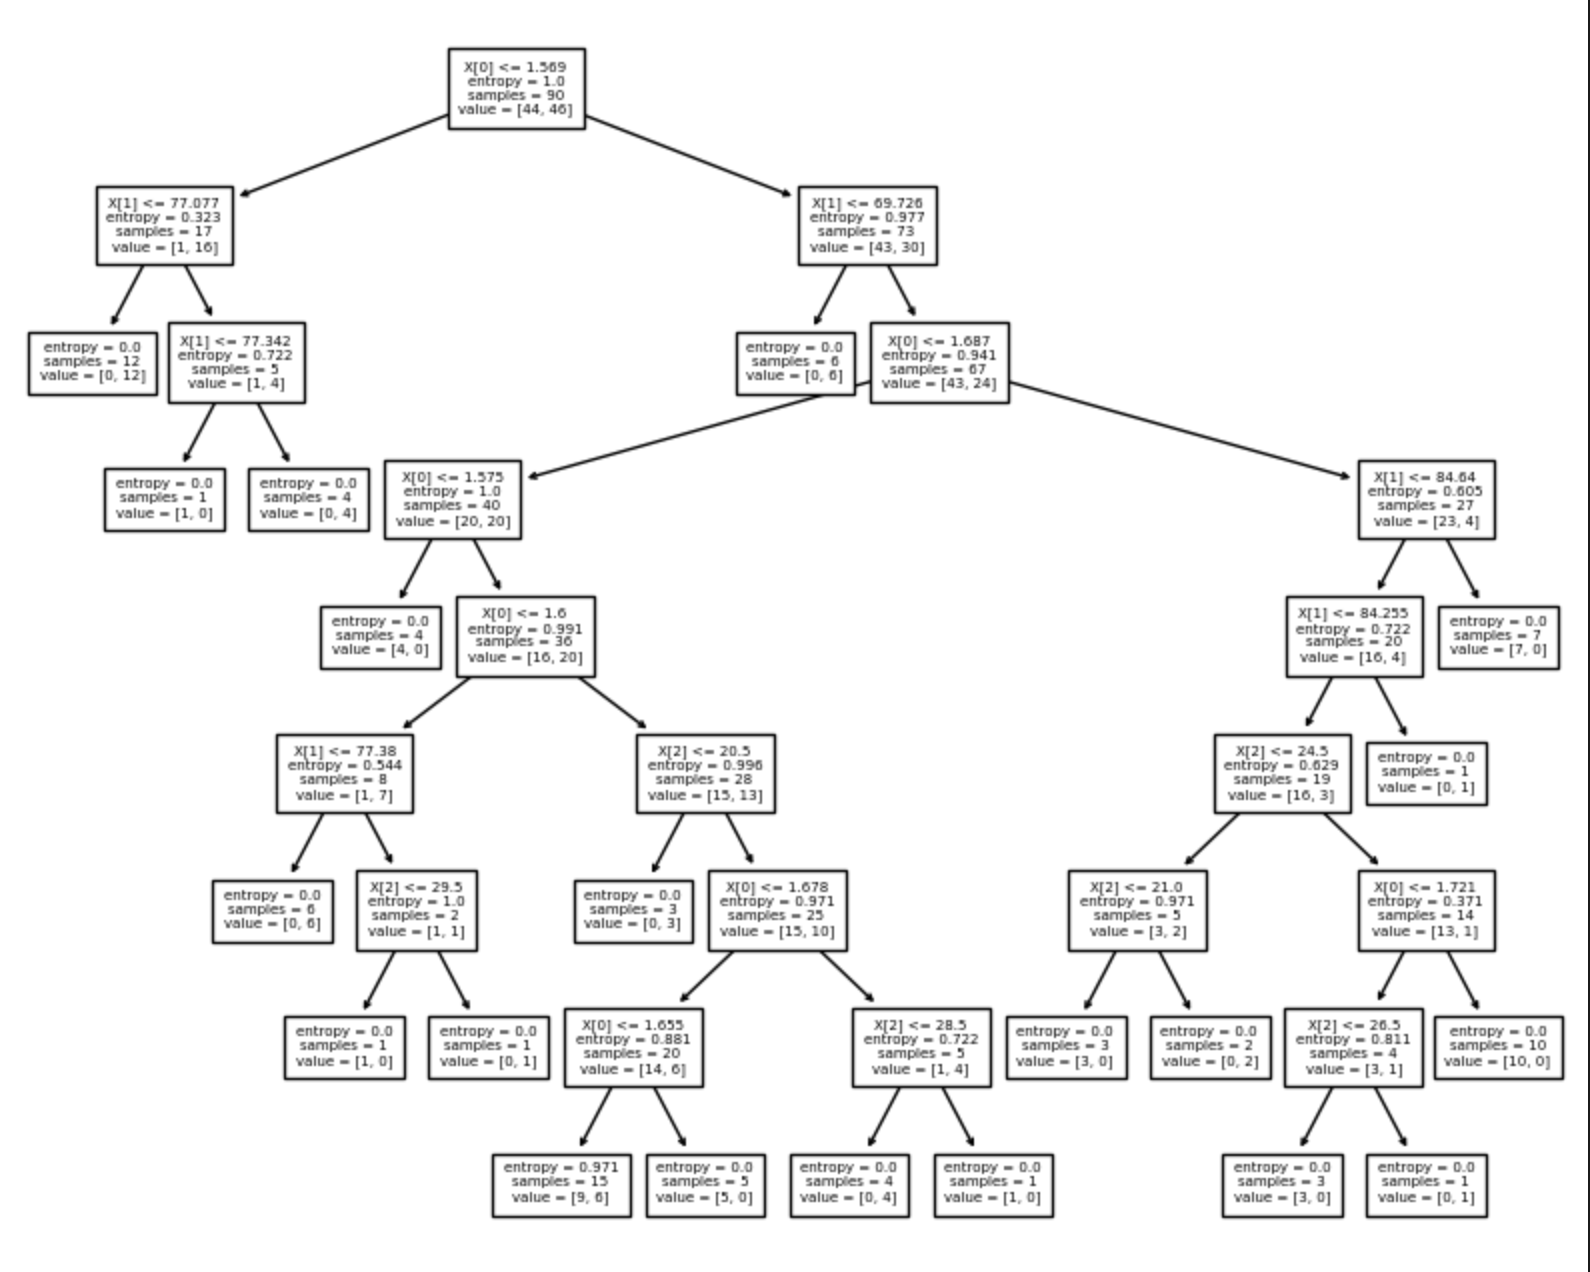 X[0] <= 1.569
entropy = 1.0
samples = 90
value = [44, 46]
X[1] <= 77.077
entropy = 0.323
samples = 17
value = [1, 16]
X[1] <= 69.726
entropy = 0.977
samples = 73
value = [43, 30]
entropy = 0.0
samples = 12
value = [0, 12]
X[1] <= 77.342
entropy = 0.722
samples = 5
value = [1, 4]
entropy = 0.0
samples = 6
value = [0, 6]
X[0] <= 1.687
entropy = 0.941
samples = 67
value = [43, 24]
entropy = 0.0
samples = 1
value = [1, 0]
entropy = 0.0
samples = 4
value = [0, 4]
X[0] <= 1.575
entropy = 1.0
samples = 40
value = [20, 20]
X[1] <= 84.64
entropy = 0.605
samples = 27
value = [23, 4]
entropy = 0.0
samples = 4
value = [4, 0]
X[0] <= 1.6
entropy = 0.991
samples = 36
value = [16, 20]
X[1] <= 84.255
entropy = 0.722
samples = 20
value = [16, 4]
entropy = 0.0
samples = 7
value = [7, 0]
X[1] <= 77.38
entropy = 0.544
samples = 8
value = [1, 7]
X[2] <= 20.5
entropy = 0.996
samples = 28
value = [15, 13]
X[2] <= 24.5
entropy = 0.629
samples = 19
value = [16, 3]
entropy = 0.0
samples = 1
value = [0, 1]
entropy = 0.0
samples = 6
value = [0, 6]
X[2] <= 29.5
entropy = 1.0
samples = 2
value = [1, 1]
entropy = 0.0
samples = 3
value = [0, 3]
X[0] <= 1.678
entropy = 0.971
samples = 25
value = [15, 10]
X[2] <= 21.0
entropy = 0.971
samples = 5
value = [3, 2]
X[0] <= 1.721
entropy = 0.371
samples = 14
value = [13, 1]
entropy = 0.0
samples = 1
value = [1, 0]
entropy = 0.0
samples = 1
value = [0, 1]
X[0] <= 1.655
entropy = 0.881
samples = 20
value = [14, 6]
X[2] <= 28.5
entropy = 0.722
samples = 5
value = [1, 4]
entropy = 0.0
samples = 3
value = [3, 0]
entropy = 0.0
samples = 2
value = [0, 2]
X[2] <= 26.5
entropy = 0.811
samples = 4
value = [3, 1]
entropy = 0.0
samples = 10
value = [10, 0]
entropy = 0.971
samples = 15
value = [9, 6]
entropy = 0.0
samples = 5
value = [5, 0]
entropy = 0.0
samples = 4
value = [0, 4]
entropy = 0.0
samples = 1
value = [1, 0]
entropy = 0.0
samples = 3
value = [3, 0]
entropy = 0.0
samples = 1
value = [0, 1]